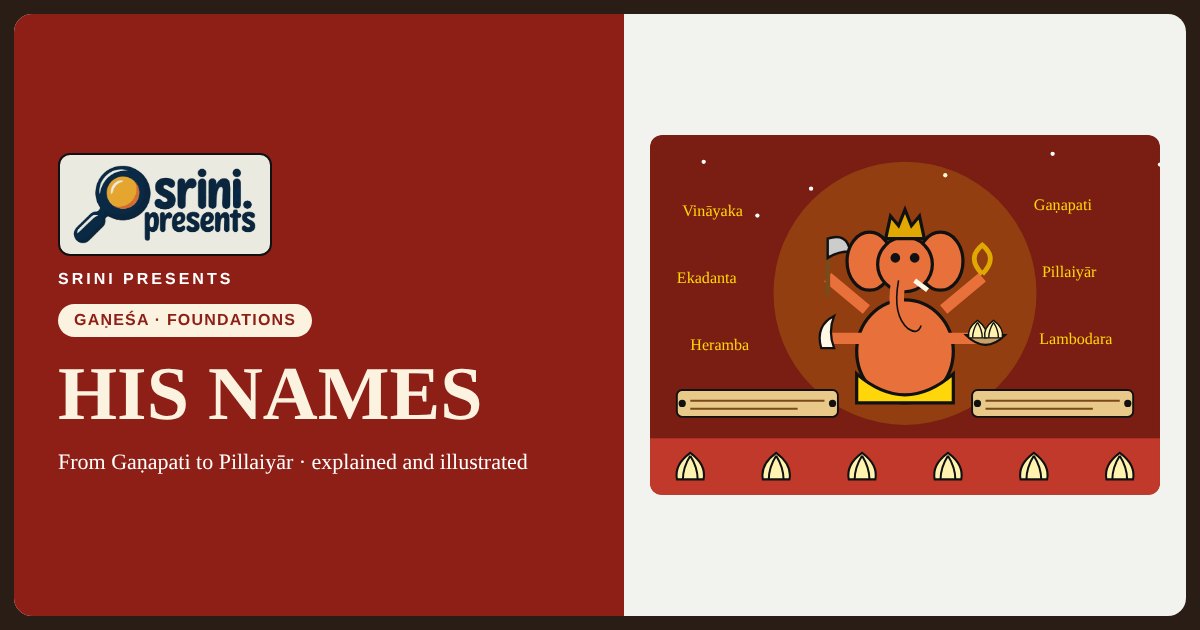 srini.
presents
SRINI PRESENTS
GAṆEŚA · FOUNDATIONS
HIS NAMES
From Gaṇapati to Pillaiyār · explained and illustrated
Vināyaka
Gaṇapati
Ekadanta
Pillaiyār
Heramba
Lambodara